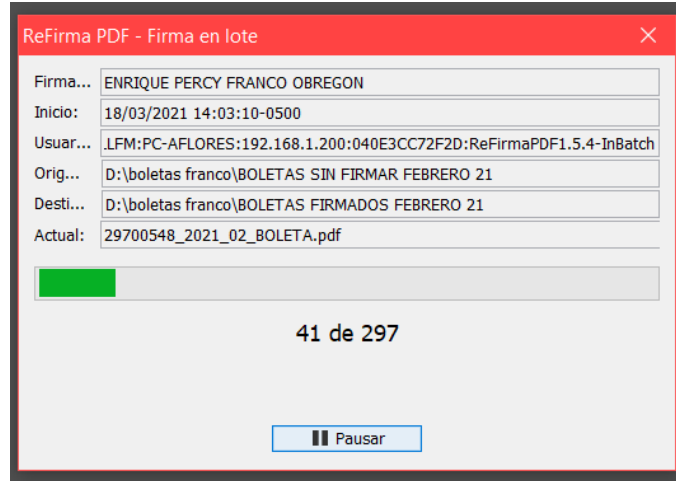 ReFirma PDF - Firma en lote
Firma... ENRIQUE PERCY FRANCO OBREGON
Inicio: 18/03/2021 14:03:10-0500
Usuar... .LFM:PC-AFLORES:192.168.1.200:040E3CC72F2D:ReFirmaPDF1.5.4-InBatch
Orig... D:\boletas franco\BOLETAS SIN FIRMAR FEBRERO 21
Desti... D:\boletas franco\BOLETAS FIRMADOS FEBRERO 21
Actual: 29700548_2021_02_BOLETA.pdf
41 de 297
Pausar